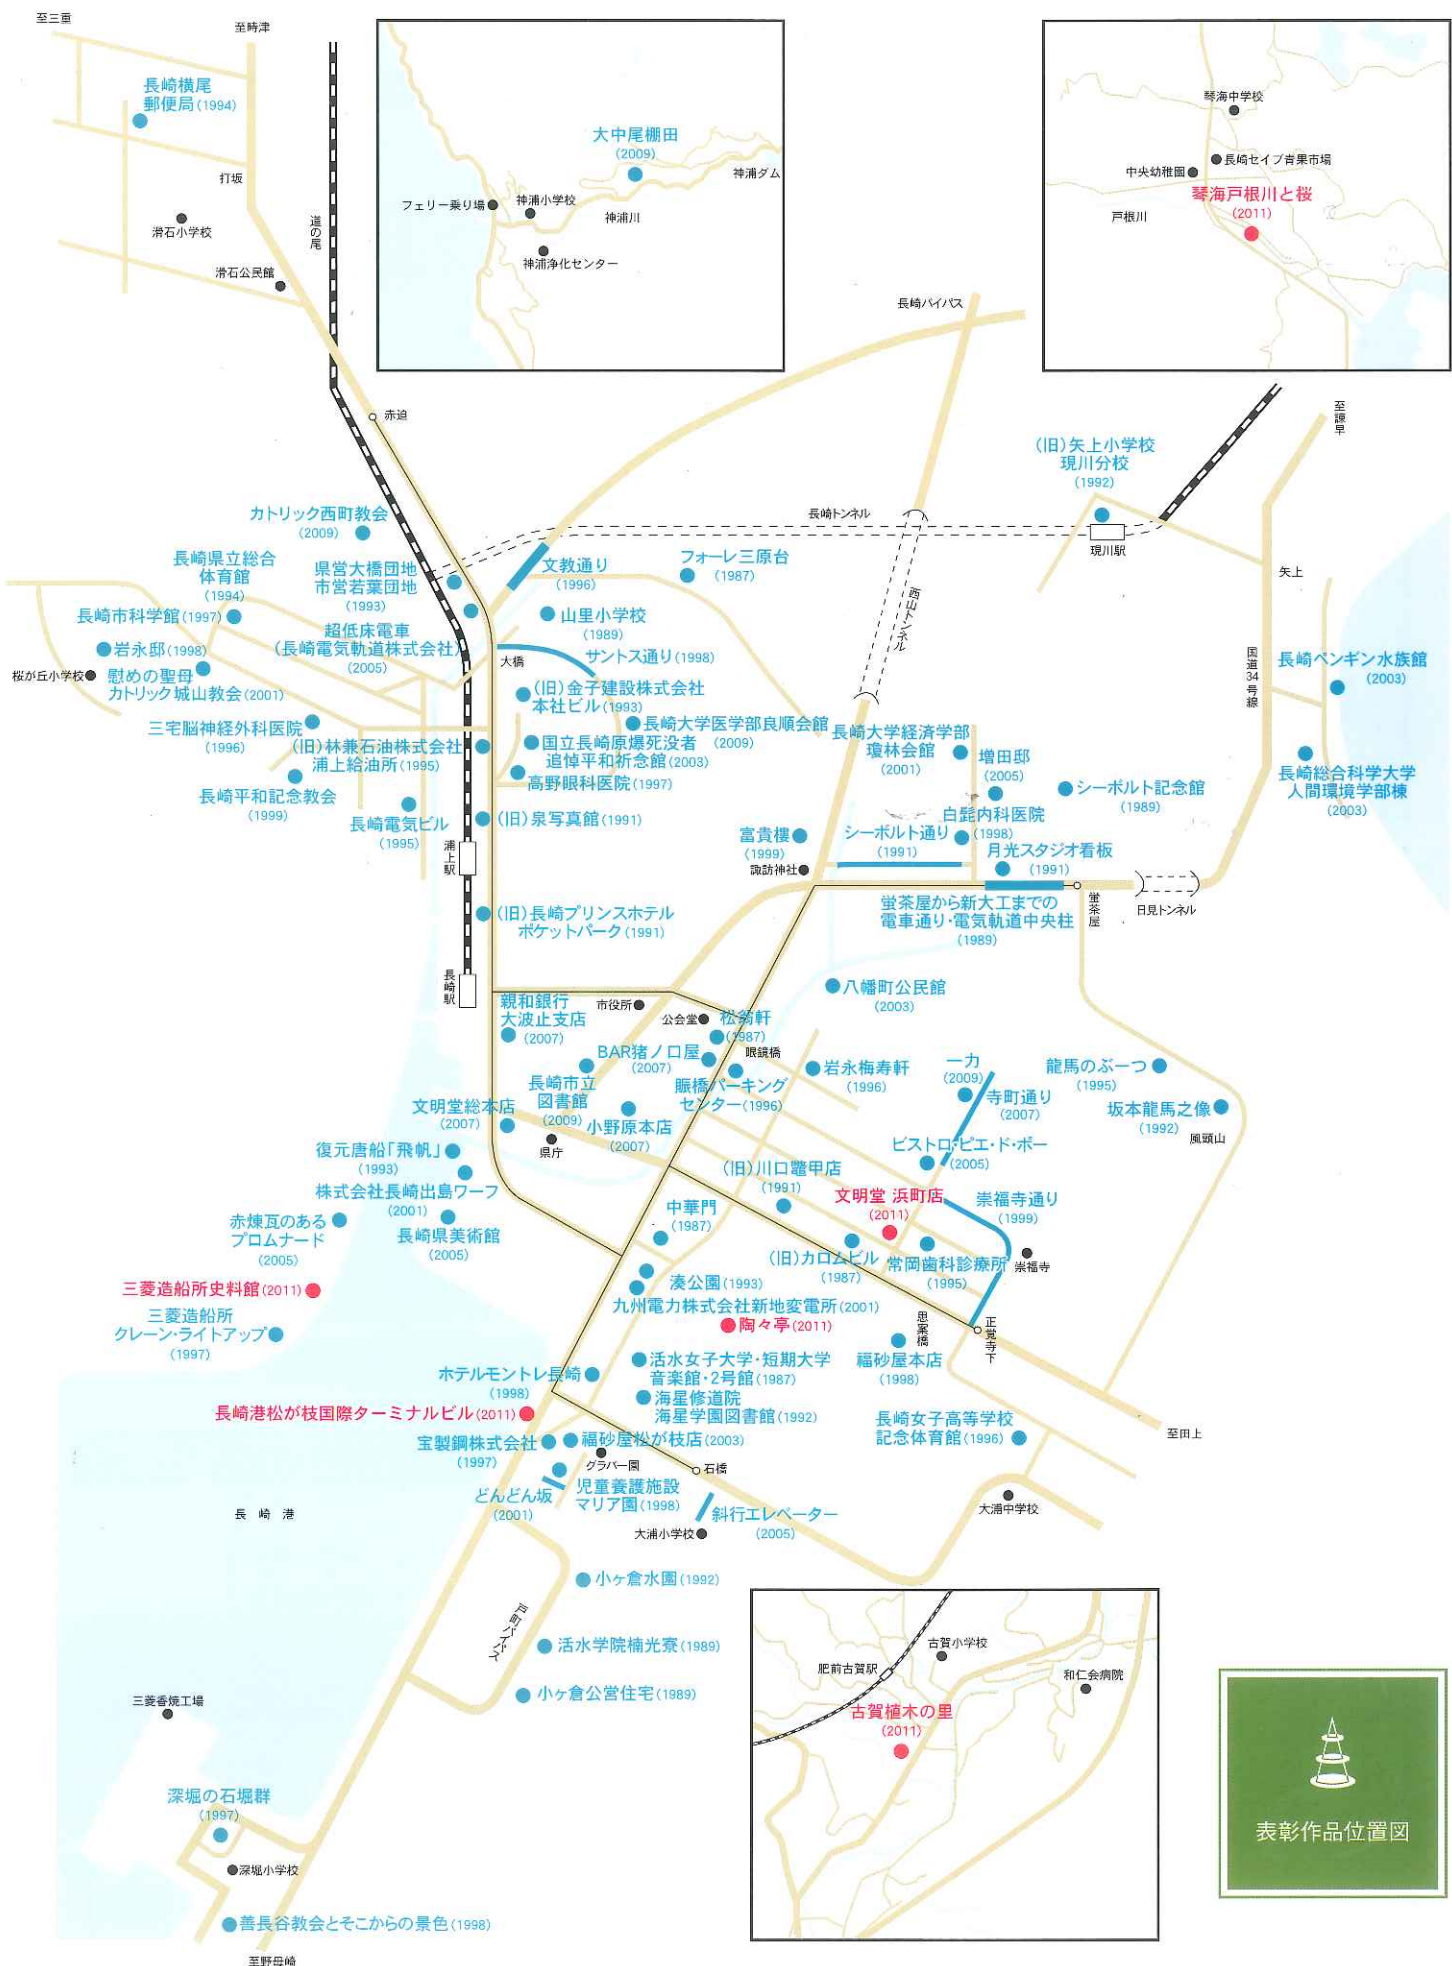 至三重
至時津
長崎横尾
郵便局(1994)
打坂
滑石小学校
道の尾
滑石公民館
赤迫
大中尾棚田
(2009)
神浦ダム
フェリー乗り場
神浦小学校
神浦川
神浦浄化センター
琴海中学校
長崎セイブ青果市場
中央幼稚園
琴海戸根川と桜
(2011)
戸根川
長崎バイパス
至諫早
(旧)矢上小学校
現川分校
(1992)
長崎トンネル
現川駅
西山トンネル
矢上
国道34号線
カトリック西町教会
(2009)
長崎県立総合
体育館
(1994)
県営大橋団地
市営若葉団地
(1993)
文教通り
(1996)
フォーレ三原台
(1987)
長崎市科学館(1997)
山里小学校
(1989)
超低床電車
(長崎電気軌道株式会社)
(2005)
岩永邸(1998)
大橋
サントス通り(1998)
桜が丘小学校
慰めの聖母
カトリック城山教会(2001)
(旧)金子建設株式会社
本社ビル(1993)
長崎ペンギン水族館
(2003)
三宅脳神経外科医院
(1996)
長崎大学医学部良順会館
(2009)
国立長崎原爆死没者
追悼平和祈念館(2003)
(旧)林兼石油株式会社
浦上給油所(1995)
高野眼科医院(1997)
長崎大学経済学部
瓊林会館
(2001)
増田邸
(2005)
長崎総合科学大学
人間環境学部棟
(2003)
長崎平和記念教会
(1999)
シーボルト記念館
(1989)
長崎電気ビル
(1995)
(旧)泉写真館(1991)
浦上駅
富貴樓
(1999)
諏訪神社
シーボルト通り
(1991)
白髭内科医院
(1998)
月光スタジオ看板
(1991)
蛍茶屋から新大工までの
電車通り・電気軌道中央柱
(1989)
蛍茶屋
日見トンネル
(旧)長崎プリンスホテル
ポケットパーク(1991)
長崎駅
八幡町公民館
(2003)
親和銀行
大波止支店
(2007)
市役所
公会堂
松翁軒
(1987)
眼鏡橋
BAR猪ノ口屋
(2007)
長崎市立
図書館
(2009)
賑橋パーキング
センター(1996)
岩永梅寿軒
(1996)
一力
(2009)
寺町通り
(2007)
龍馬のぶーつ
(1995)
坂本龍馬之像
(1992)
風頭山
文明堂総本店
(2007)
小野原本店
(2007)
県庁
ビストロ・ピエ・ド・ポー
(2005)
復元唐船「飛帆」
(1993)
株式会社長崎出島ワーフ
(2001)
(旧)川口鼈甲店
(1991)
文明堂 浜町店
(2011)
崇福寺通り
(1999)
赤煉瓦のある
プロムナード
(2005)
長崎県美術館
(2005)
中華門
(1987)
(旧)カロムビル
(1987)
常岡歯科診療所
(1995)
崇福寺
三菱造船所史料館(2011)
湊公園(1993)
九州電力株式会社新地変電所(2001)
陶々亭(2011)
思案橋
正覚寺下
三菱造船所
クレーン・ライトアップ
(1997)
福砂屋本店
(1998)
ホテルモントレ長崎
(1998)
活水女子大学・短期大学
音楽館・2号館(1987)
海星修道院
海星学園図書館(1992)
長崎港松が枝国際ターミナルビル(2011)
長崎女子高等学校
記念体育館(1996)
至田上
宝製鋼株式会社
(1997)
福砂屋松が枝店(2003)
グラバー園
石橋
どんどん坂
(2001)
児童養護施設
マリア園(1998)
斜行エレベーター
(2005)
大浦小学校
大浦中学校
長崎港
小ヶ倉水園(1992)
戸町バイパス
活水学院楠光寮(1989)
小ヶ倉公営住宅(1989)
三菱香焼工場
深堀の石堀群
(1997)
深堀小学校
善長谷教会とそこからの景色(1998)
至野母崎
古賀小学校
肥前古賀駅
和仁会病院
古賀植木の里
(2011)
表彰作品位置図